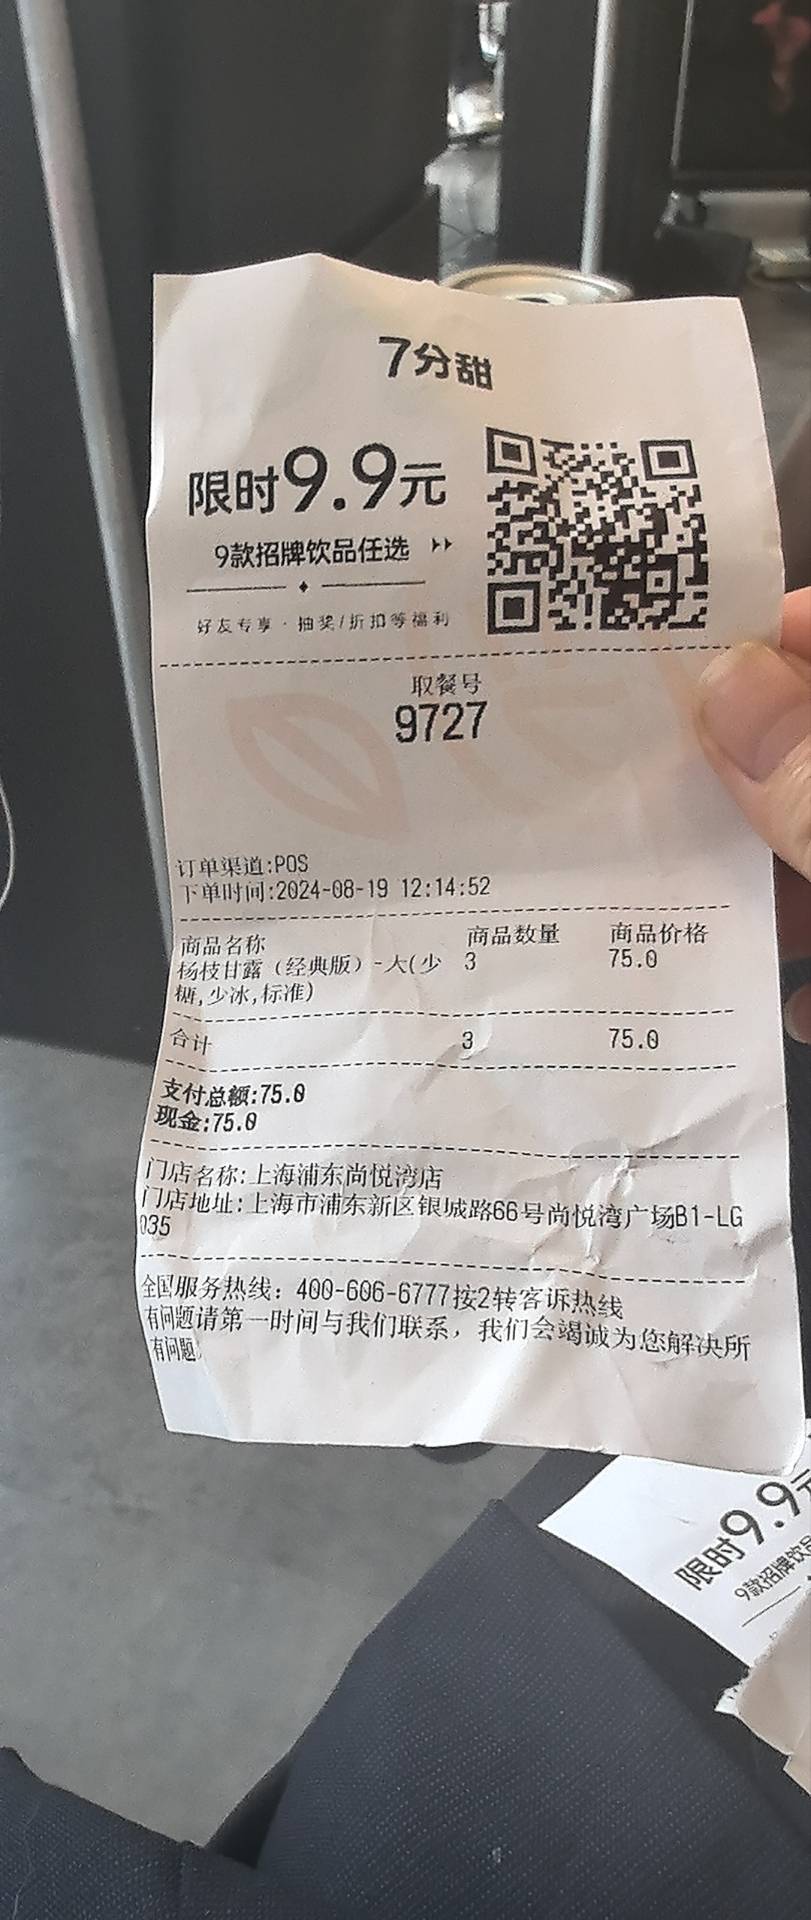 7分甜
限时9.9元
9款招牌饮品任选
好友专享·抽奖/折扣等福利
取餐号
9727
订单渠道:POS
下单时间:2024-08-19 12:14:52
商品名称 商品数量 商品价格
杨枝甘露（经典版）-大(少 3 75.0
糖,少冰,标准)
合计 3 75.0
支付总额:75.0
现金:75.0
门店名称:上海浦东尚悦湾店
门店地址:上海市浦东新区银城路66号尚悦湾广场B1-LG
035
全国服务热线：400-606-6777按2转客诉热线
有问题请第一时间与我们联系，我们会竭诚为您解决所
有问题
限时9.9元
9款招牌饮品